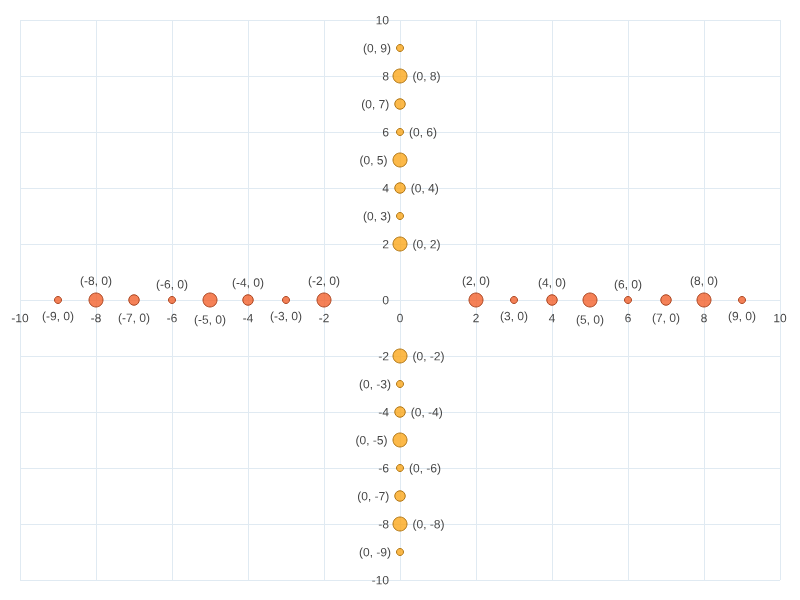 10
(0, 9)
8 (0, 8)
(0, 7)
6 (0, 6)
(0, 5)
4 (0, 4)
(0, 3)
2 (0, 2)
(-8, 0) (-6, 0) (-4, 0) (-2, 0) (2, 0) (4, 0) (6, 0) (8, 0)
0
-10 (-9, 0) -8 (-7, 0) -6 (-5, 0) -4 (-3, 0) -2 0 2 (3, 0) 4 (5, 0) 6 (7, 0) 8 (9, 0) 10
-2 (0, -2)
(0, -3)
-4 (0, -4)
(0, -5)
-6 (0, -6)
(0, -7)
-8 (0, -8)
(0, -9)
-10